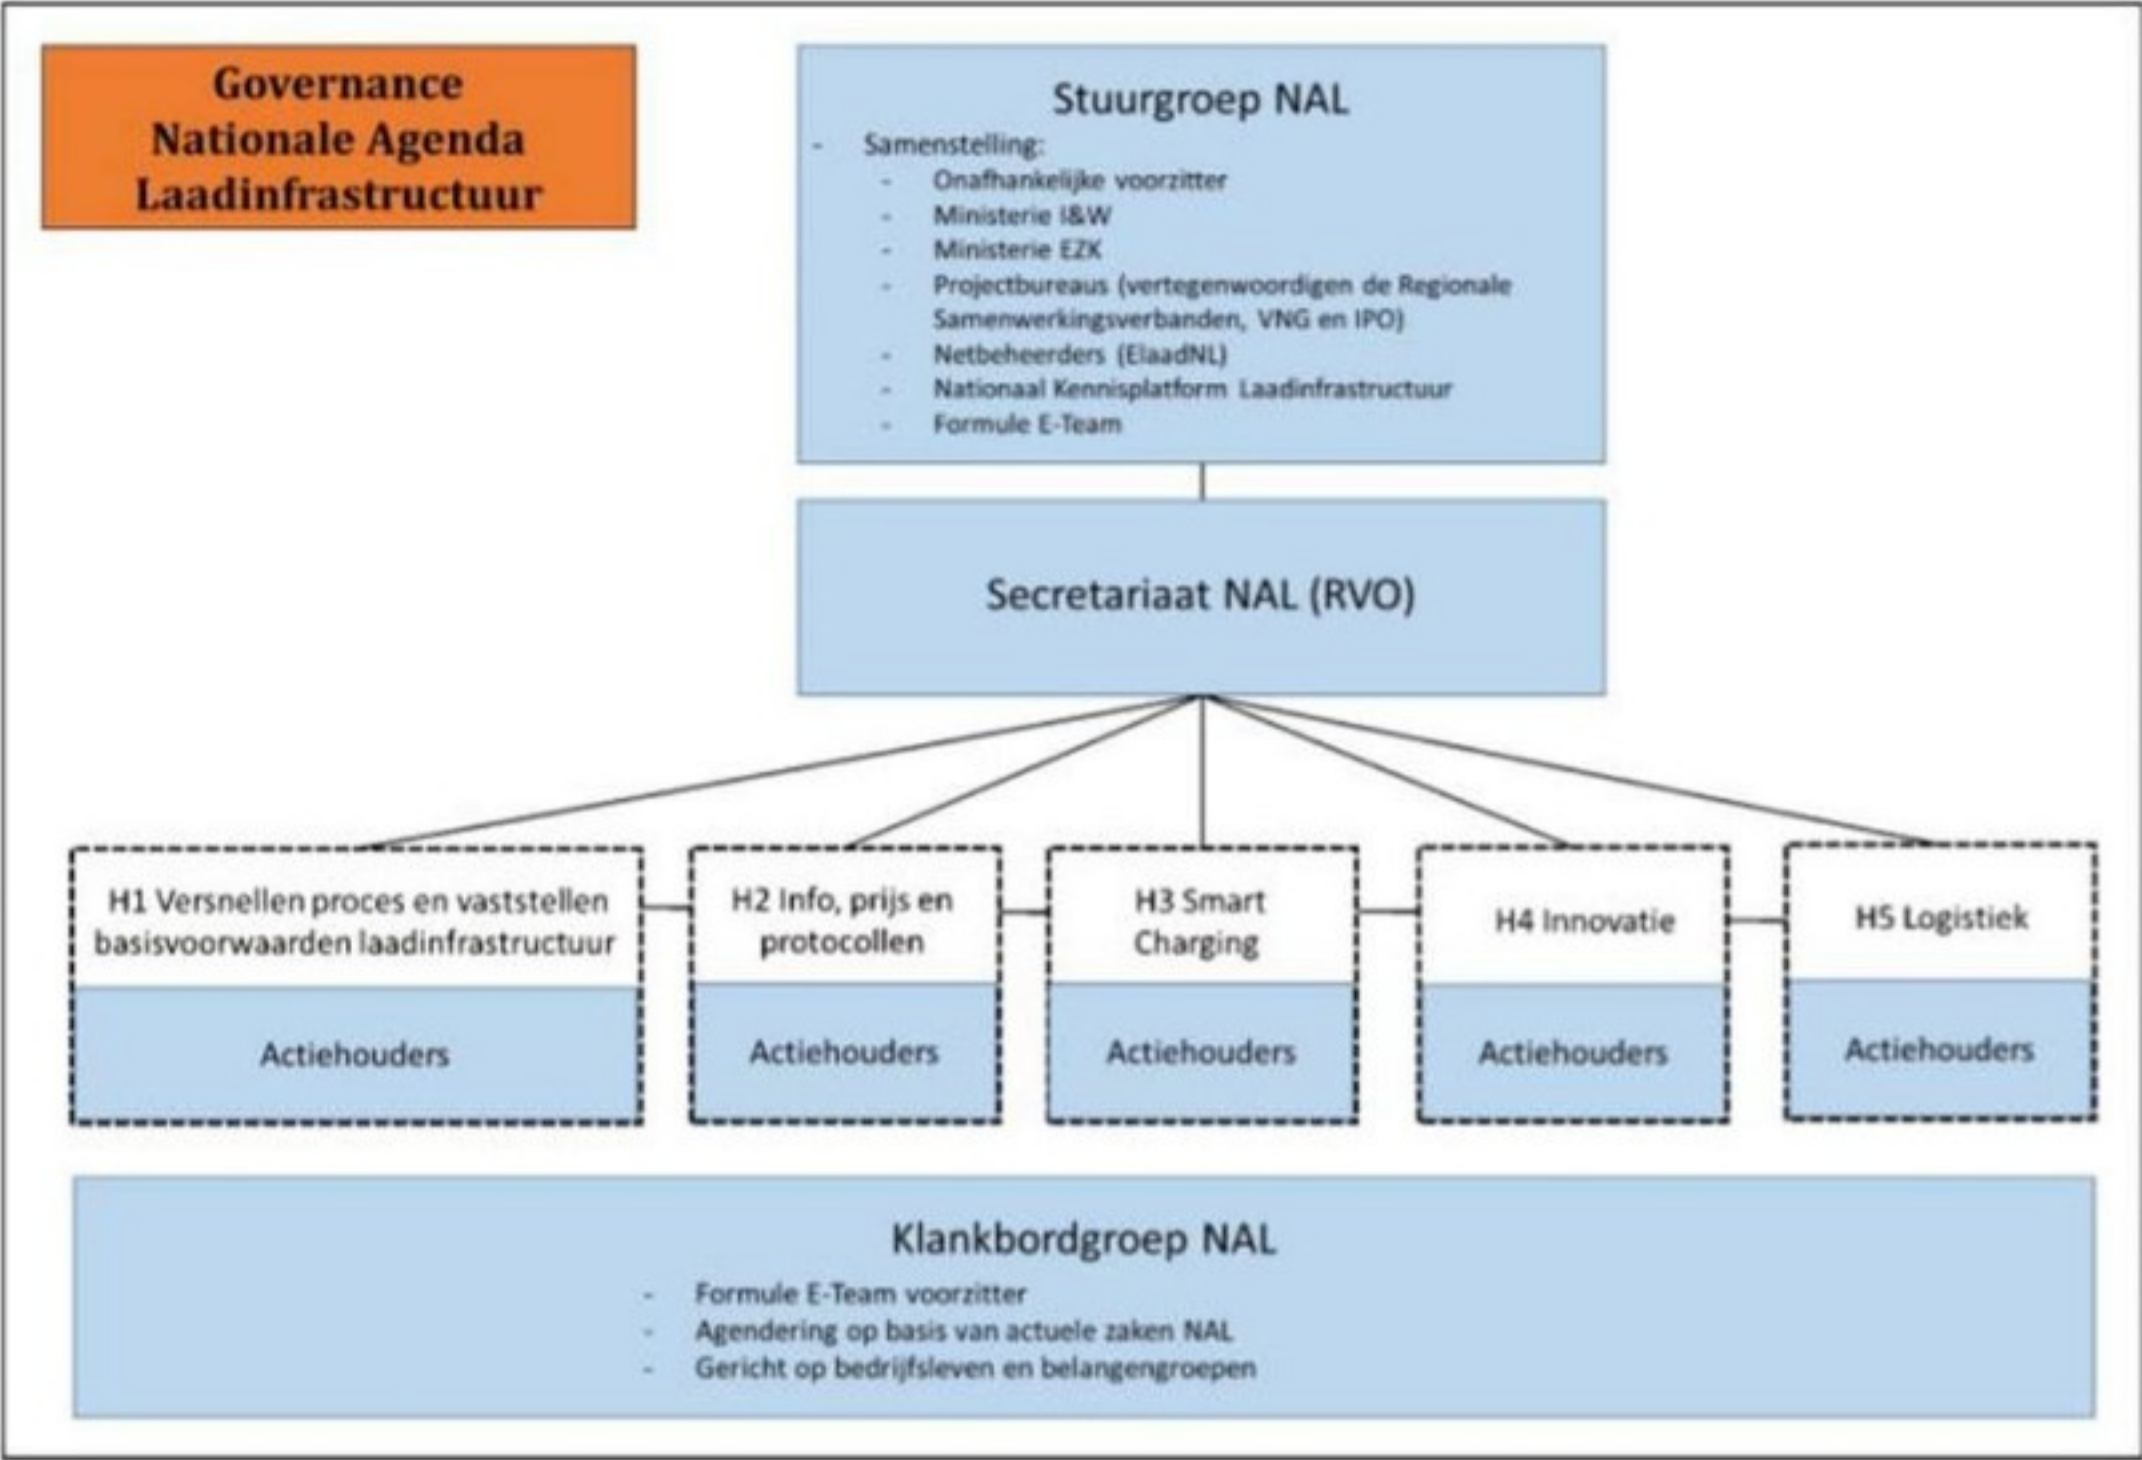 Governance
Nationale Agenda
Laadinfrastructuur
Stuurgroep NAL
- Samenstelling:
- Onafhankelijke voorzitter
- Ministerie I&W
- Ministerie EZK
- Projectbureaus (vertegenwoordigen de Regionale
Samenwerkingsverbanden, VNG en IPO)
- Netbeheerders (ElaadNL)
- Nationaal Kennisplatform Laadinfrastructuur
- Formule E-Team
Secretariaat NAL (RVO)
H1 Versnellen proces en vaststellen
basisvoorwaarden laadinfrastructuur
Actiehouders
H2 Info, prijs en
protocollen
Actiehouders
H3 Smart
Charging
Actiehouders
H4 Innovatie
Actiehouders
H5 Logistiek
Actiehouders
Klankbordgroep NAL
- Formule E-Team voorzitter
- Agendering op basis van actuele zaken NAL
- Gericht op bedrijfsleven en belangengroepen